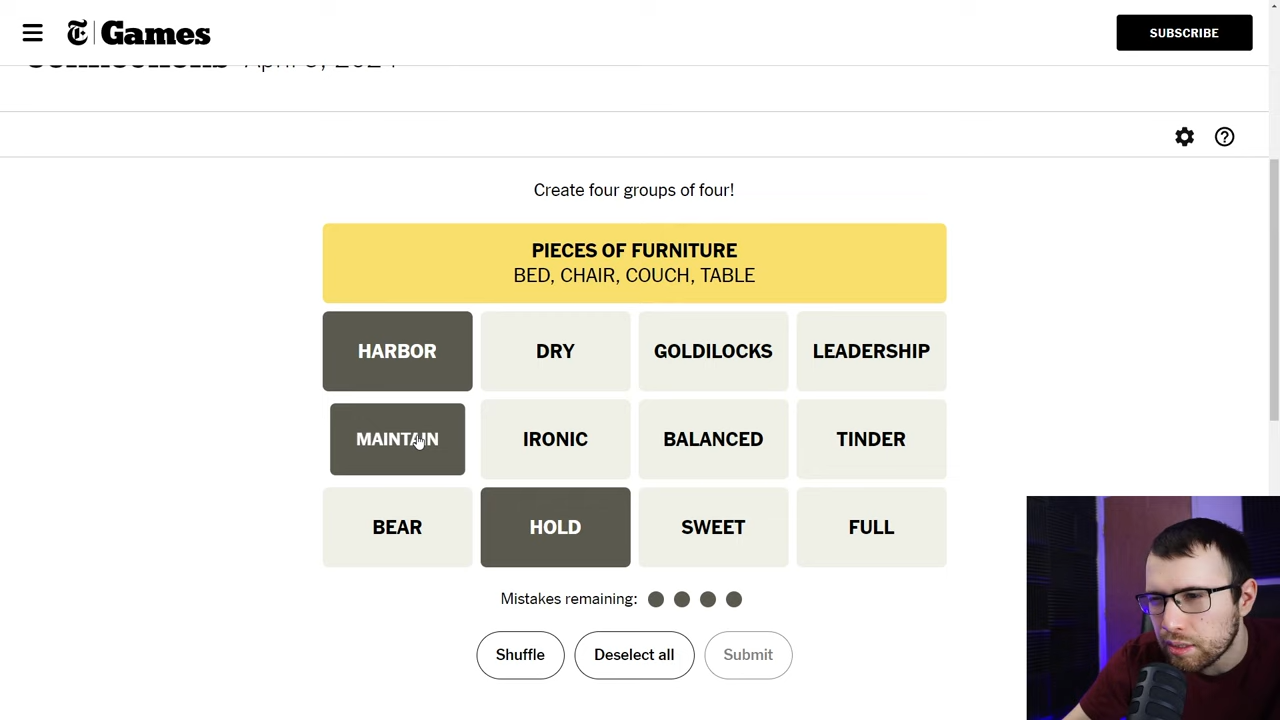 Games
SUBSCRIBE
Create four groups of four!
PIECES OF FURNITURE
BED, CHAIR, COUCH, TABLE
HARBOR DRY GOLDILOCKS LEADERSHIP
MAINTAIN IRONIC BALANCED TINDER
BEAR HOLD SWEET FULL
Mistakes remaining:
Shuffle Deselect all Submit